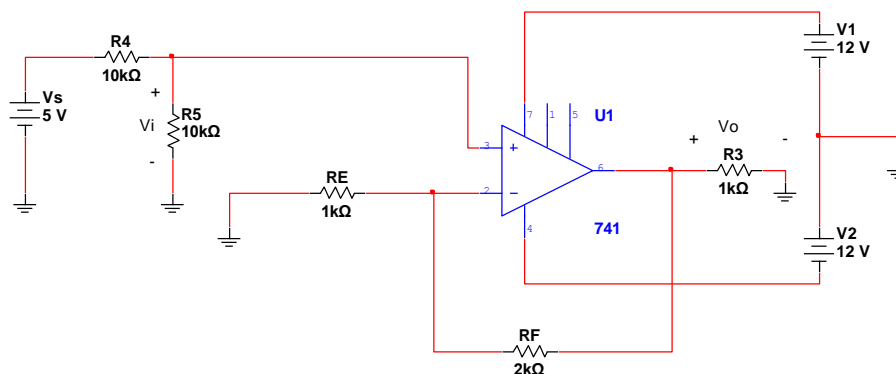 V1
12 V
R4
10kΩ
Vs
5 V
+
Vi
-
R5
10kΩ
7
1
5
U1
3
+
2
−
6
4
741
+
Vo
-
R3
1kΩ
RE
1kΩ
V2
12 V
RF
2kΩ